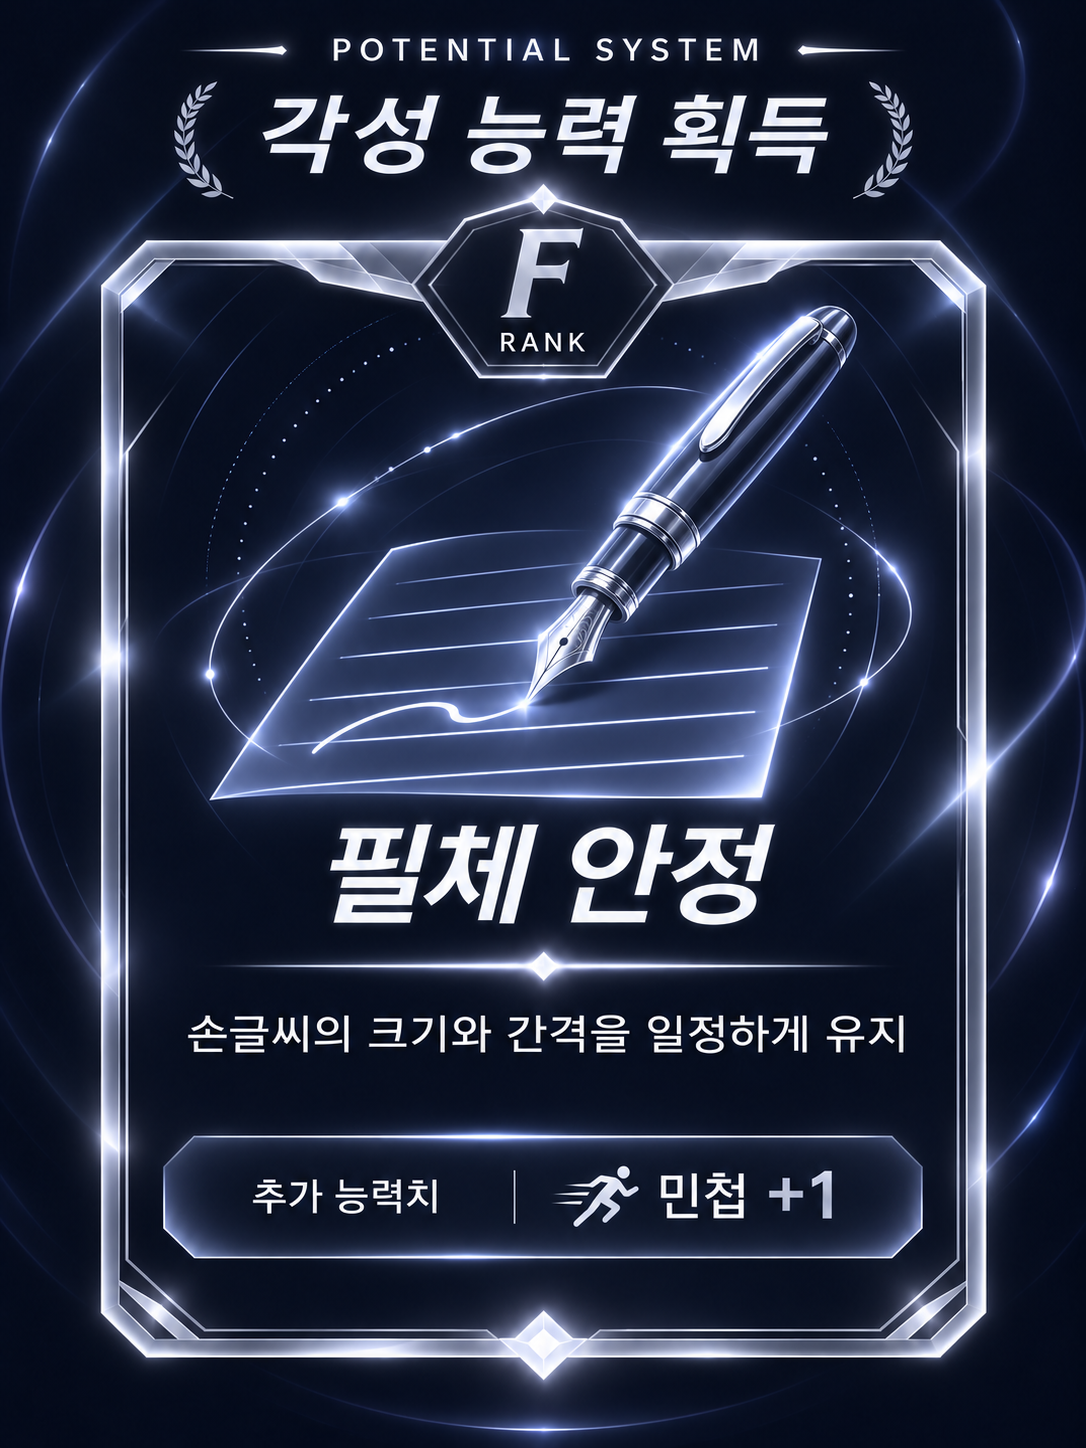 POTENTIAL SYSTEM
각성 능력 획득
F
RANK
필체 안정
손글씨의 크기와 간격을 일정하게 유지
추가 능력치 민첩 +1